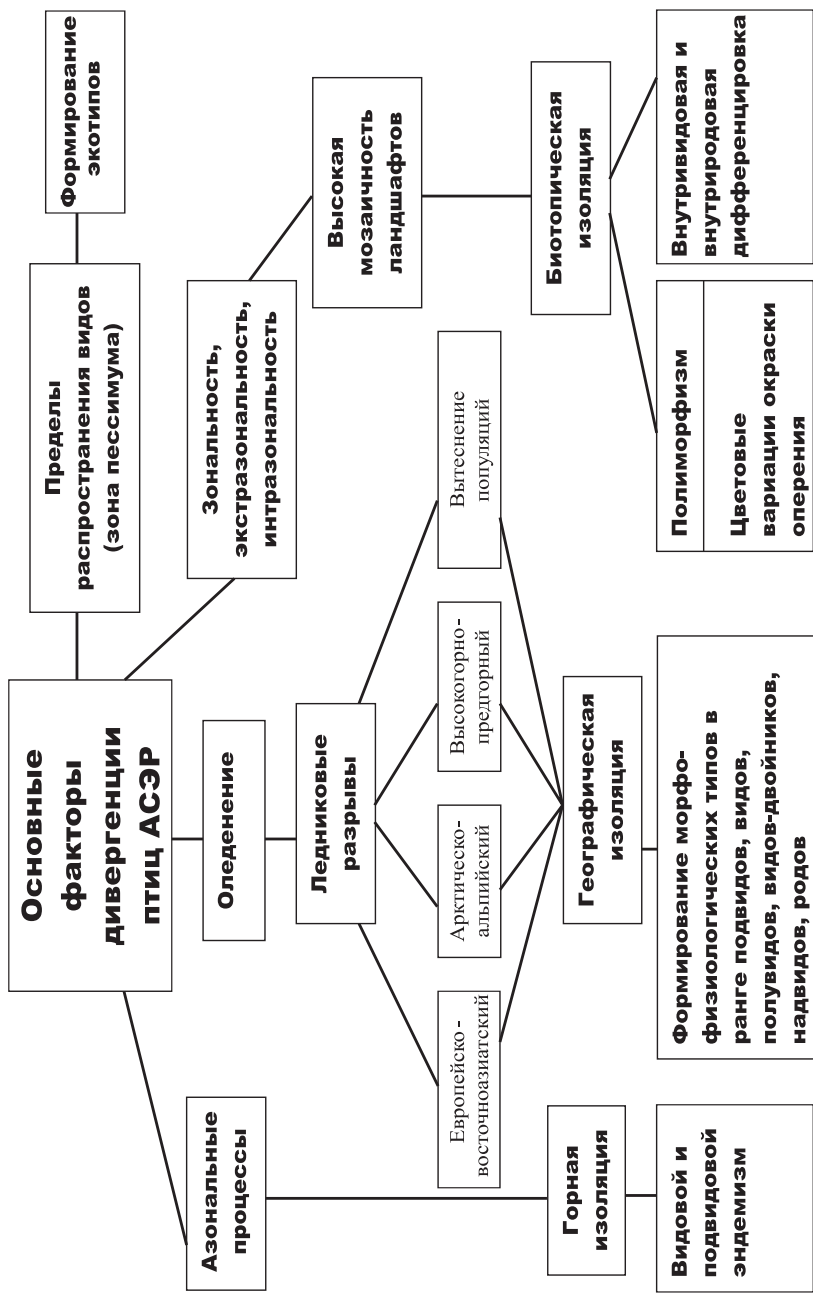 Основные
факторы
дивергенции
птиц АСЭР
Пределы
распространения видов
(зона пессимума)
Формирование
экотипов
Азональные
процессы
Оледенение
Зональность,
экстразональность,
интразональность
Ледниковые
разрывы
Высокая
мозаичность
ландшафтов
Европейско-
восточноазиатский
Арктическо-
альпийский
Высокогорно-
предгорный
Вытеснение
популяций
Горная
изоляция
Географическая
изоляция
Биотопическая
изоляция
Видовой и
подвидовой
эндемизм
Формирование морфо-
физиологических типов в
ранге подвидов, видов,
полувидов, видов-двойников,
надвидов, родов
Полиморфизм
Цветовые
вариации окраски
оперения
Внутривидовая и
внутриродовая
дифференцировка